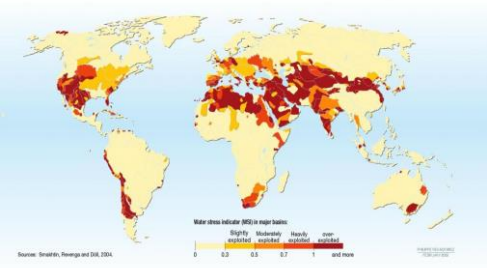 Water stress indicator (WSI) in major basins:
Slightly exploited Moderately exploited Heavily exploited over- exploited
0 0.3 0.5 0.7 1 and more
Sources: Smakhtin, Revenga and Döll, 2004.